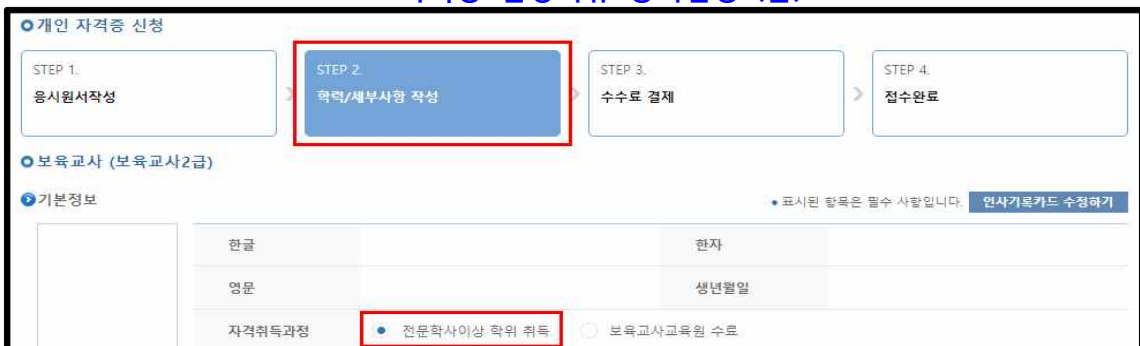 개인 자격증 신청
STEP 1.
응시원서작성
STEP 2.
학력/세부사항 작성
STEP 3.
수수료 결제
STEP 4.
접수완료
보육교사 (보육교사2급)
기본정보
• 표시된 항목은 필수 사항입니다. 인사기록카드 수정하기
한글 한자
영문 생년월일
자격취득과정 전문학사이상 학위 취득 보육교사교육원 수료